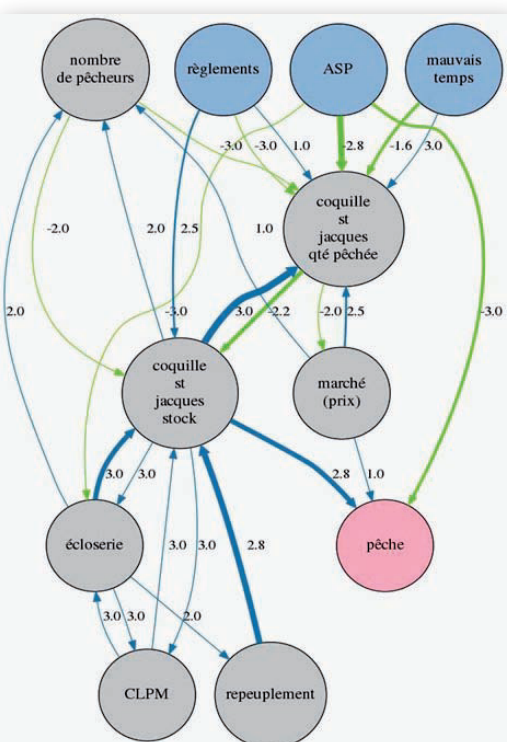 nombre
de pêcheurs
règlements
ASP
mauvais
temps
-3.0
-3.0
1.0
-2.8
-1.6
3.0
coquille
st
jacques
qté pêchée
-2.0
2.0
2.5
1.0
2.0
-3.0
3.0
-2.2
-2.0
2.5
-3.0
coquille
st
jacques
stock
marché
(prix)
3.0
3.0
2.8
1.0
écloserie
3.0
3.0
2.8
pêche
3.0
3.0
2.0
CLPM
repeuplement